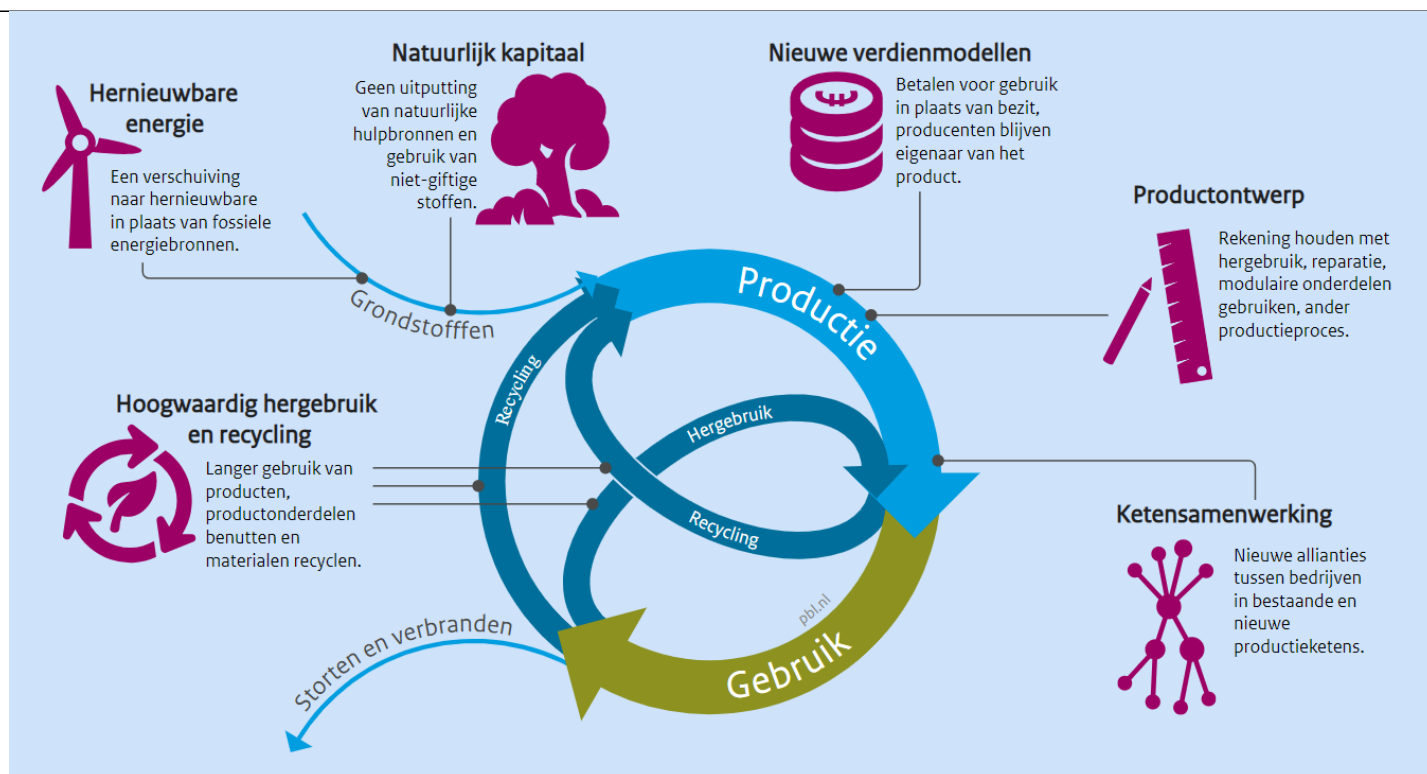 Natuurlijk kapitaal
Geen uitputting
van natuurlijke
hulpbronnen en
gebruik van
niet-giftige
stoffen.
Nieuwe verdienmodellen
Betalen voor gebruik
in plaats van bezit,
producenten blijven
eigenaar van het
product.
Hernieuwbare
energie
Een verschuiving
naar hernieuwbare
in plaats van fossiele
energiebronnen.
Productontwerp
Rekening houden met
hergebruik, reparatie,
modulaire onderdelen
gebruiken, ander
productieproces.
Grondstofffen
Productie
Recycling
Hergebruik
Recycling
Hoogwaardig hergebruik
en recycling
Langer gebruik van
producten,
productonderdelen
benutten en
materialen recyclen.
Ketensamenwerking
Nieuwe allianties
tussen bedrijven
in bestaande en
nieuwe
productieketens.
pbl.nl
Gebruik
Storten en verbranden